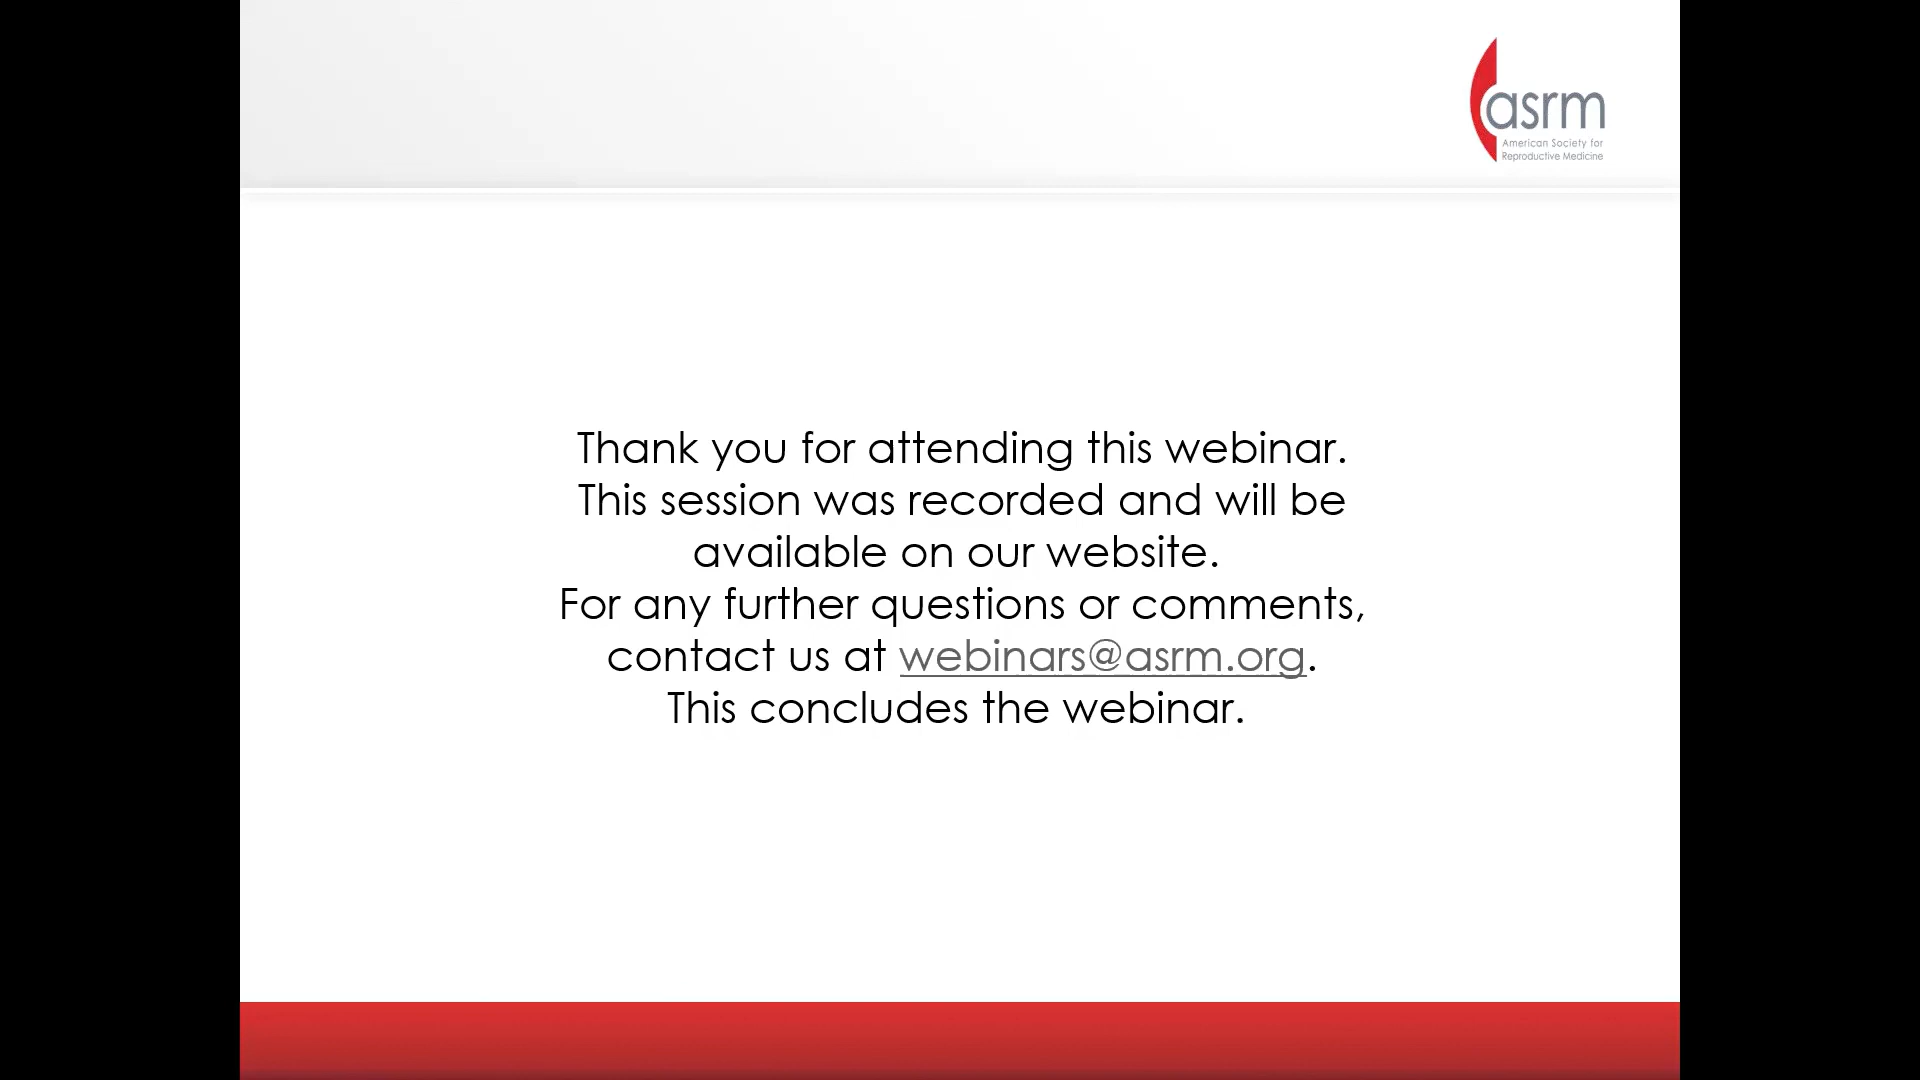 asrm
American Society for
Reproductive Medicine
Thank you for attending this webinar.
This session was recorded and will be
available on our website.
For any further questions or comments,
contact us at webinars@asrm.org.
This concludes the webinar.